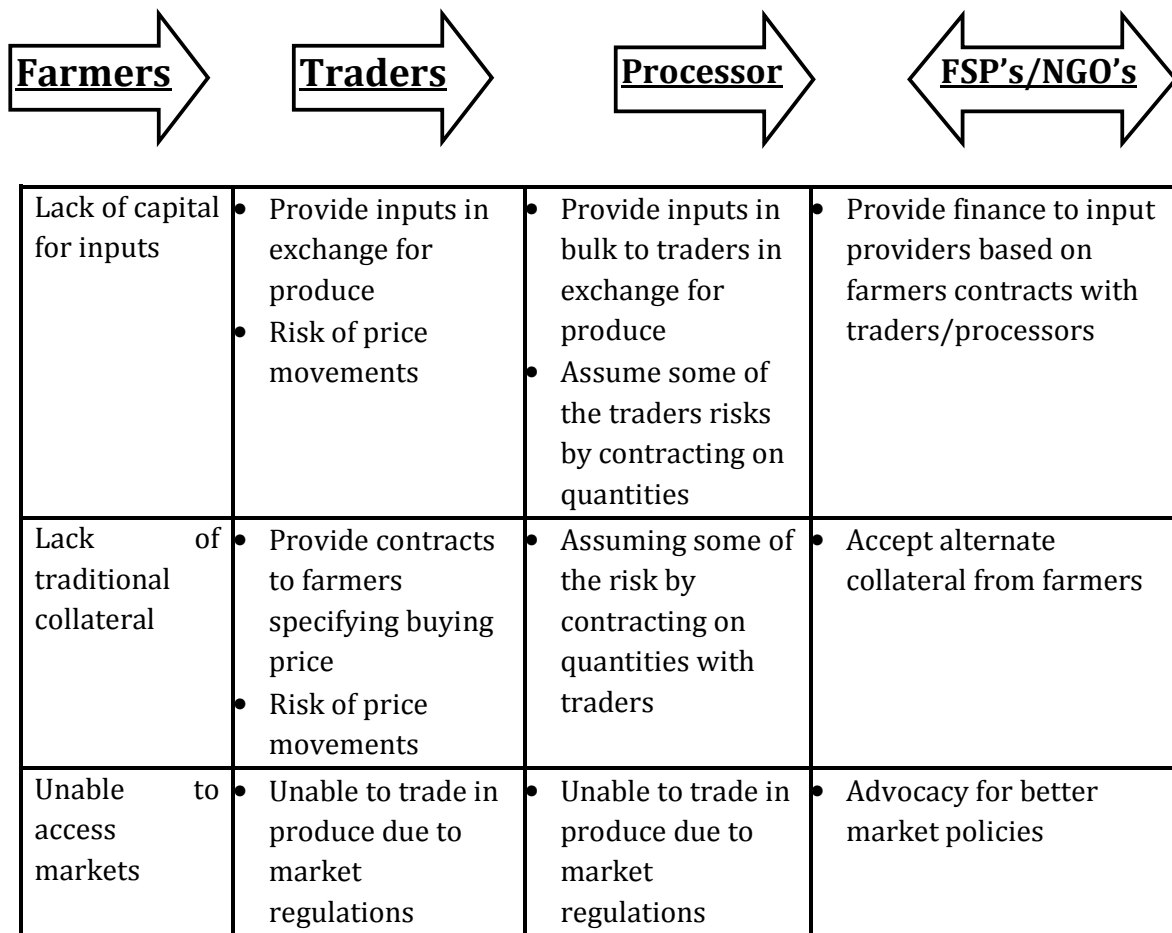 Farmers
Traders
Processor
FSP's/NGO's
Lack of capital
for inputs
• Provide inputs in
exchange for
produce
• Risk of price
movements
• Provide inputs in
bulk to traders in
exchange for
produce
• Assume some of
the traders risks
by contracting on
quantities
• Provide finance to input
providers based on
farmers contracts with
traders/processors
Lack of
traditional
collateral
• Provide contracts
to farmers
specifying buying
price
• Risk of price
movements
• Assuming some of
the risk by
contracting on
quantities with
traders
• Accept alternate
collateral from farmers
Unable to
access
markets
• Unable to trade in
produce due to
market
regulations
• Unable to trade in
produce due to
market
regulations
• Advocacy for better
market policies